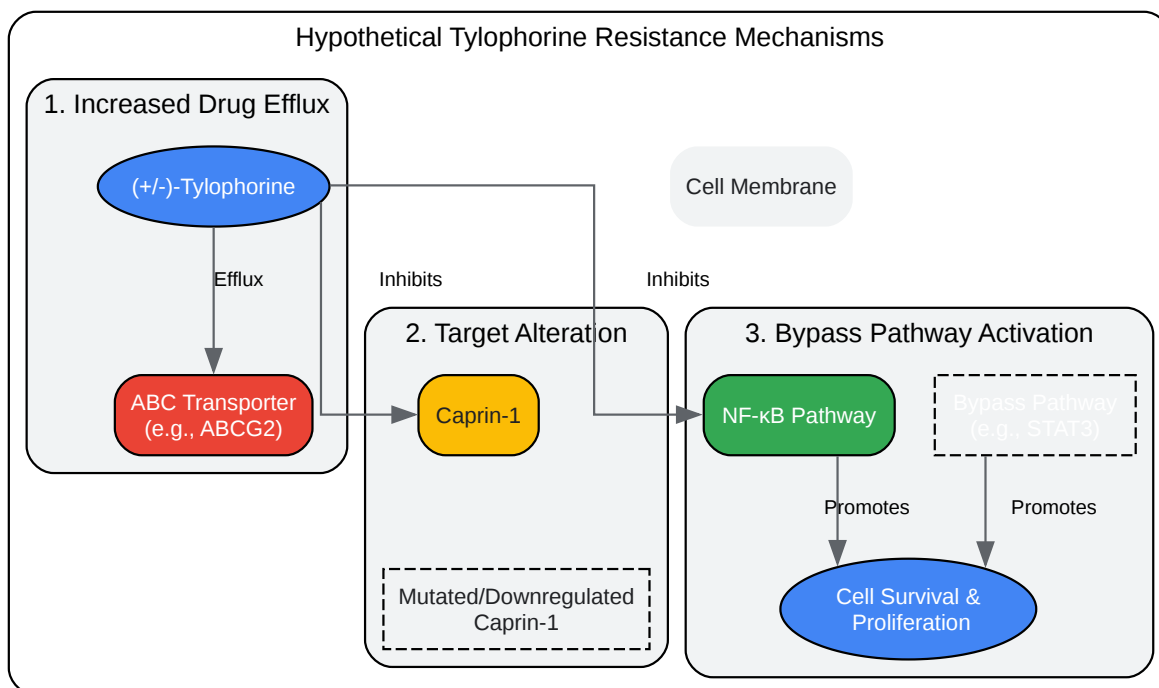 Hypothetical Tylophorine Resistance Mechanisms
1. Increased Drug Efflux
(+/-)-Tylophorine
Cell Membrane
Efflux
Inhibits
Inhibits
2. Target Alteration
3. Bypass Pathway Activation
ABC Transporter
(e.g., ABCG2)
Caprin-1
NF-κB Pathway
Bypass Pathway
(e.g., STAT3)
Promotes
Promotes
Mutated/Downregulated
Caprin-1
Cell Survival &
Proliferation